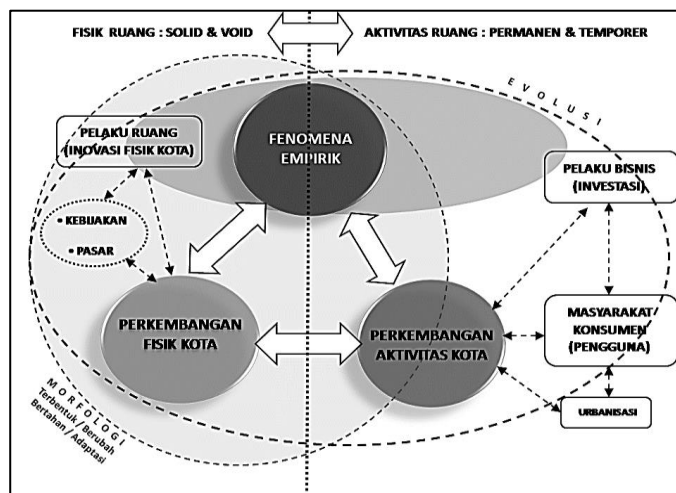 FISIK RUANG : SOLID & VOID
AKTIVITAS RUANG : PERMANEN & TEMPORER
EVOLUSI
PELAKU RUANG
(INOVASI FISIK KOTA)
FENOMENA
EMPIRIK
PELAKU BISNIS
(INVESTASI)
• KEBIJAKAN
• PASAR
PERKEMBANGAN
FISIK KOTA
PERKEMBANGAN
AKTIVITAS KOTA
MASYARAKAT
KONSUMEN
(PENGGUNA)
URBANISASI
MORFOLOGI
Terbentuk / Berubah
Bertahan / Adaptasi